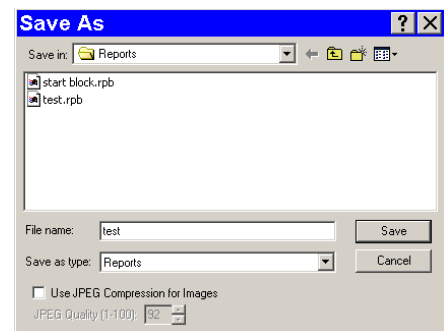 Save As
Save in: Reports
start block.rpb
test.rpb
File name: test Save
Save as type: Reports Cancel
Use JPEG Compression for Images
JPEG Quality (1-100): 92